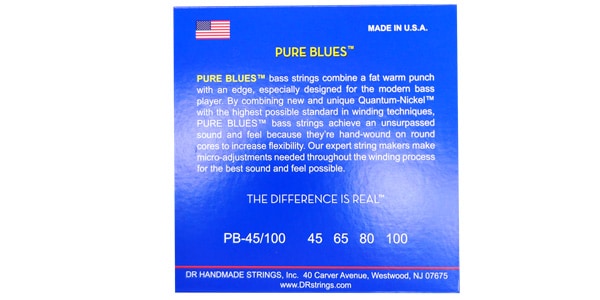 MADE IN U.S.A.
PURE BLUES™
PURE BLUES™ bass strings combine a fat warm punch
with an edge, especially designed for the modern bass
player. By combining new and unique Quantum-Nickel™
with the highest possible standard in winding techniques,
PURE BLUES™ bass strings achieve an unsurpassed
sound and feel because they're hand-wound on round
cores to increase flexibility. Our expert string makers make
micro-adjustments needed throughout the winding process
for the best sound and feel possible.
THE DIFFERENCE IS REAL™
PB-45/100 45 65 80 100
DR HANDMADE STRINGS, Inc. 40 Carver Avenue, Westwood, NJ 07675
www.DRstrings.com